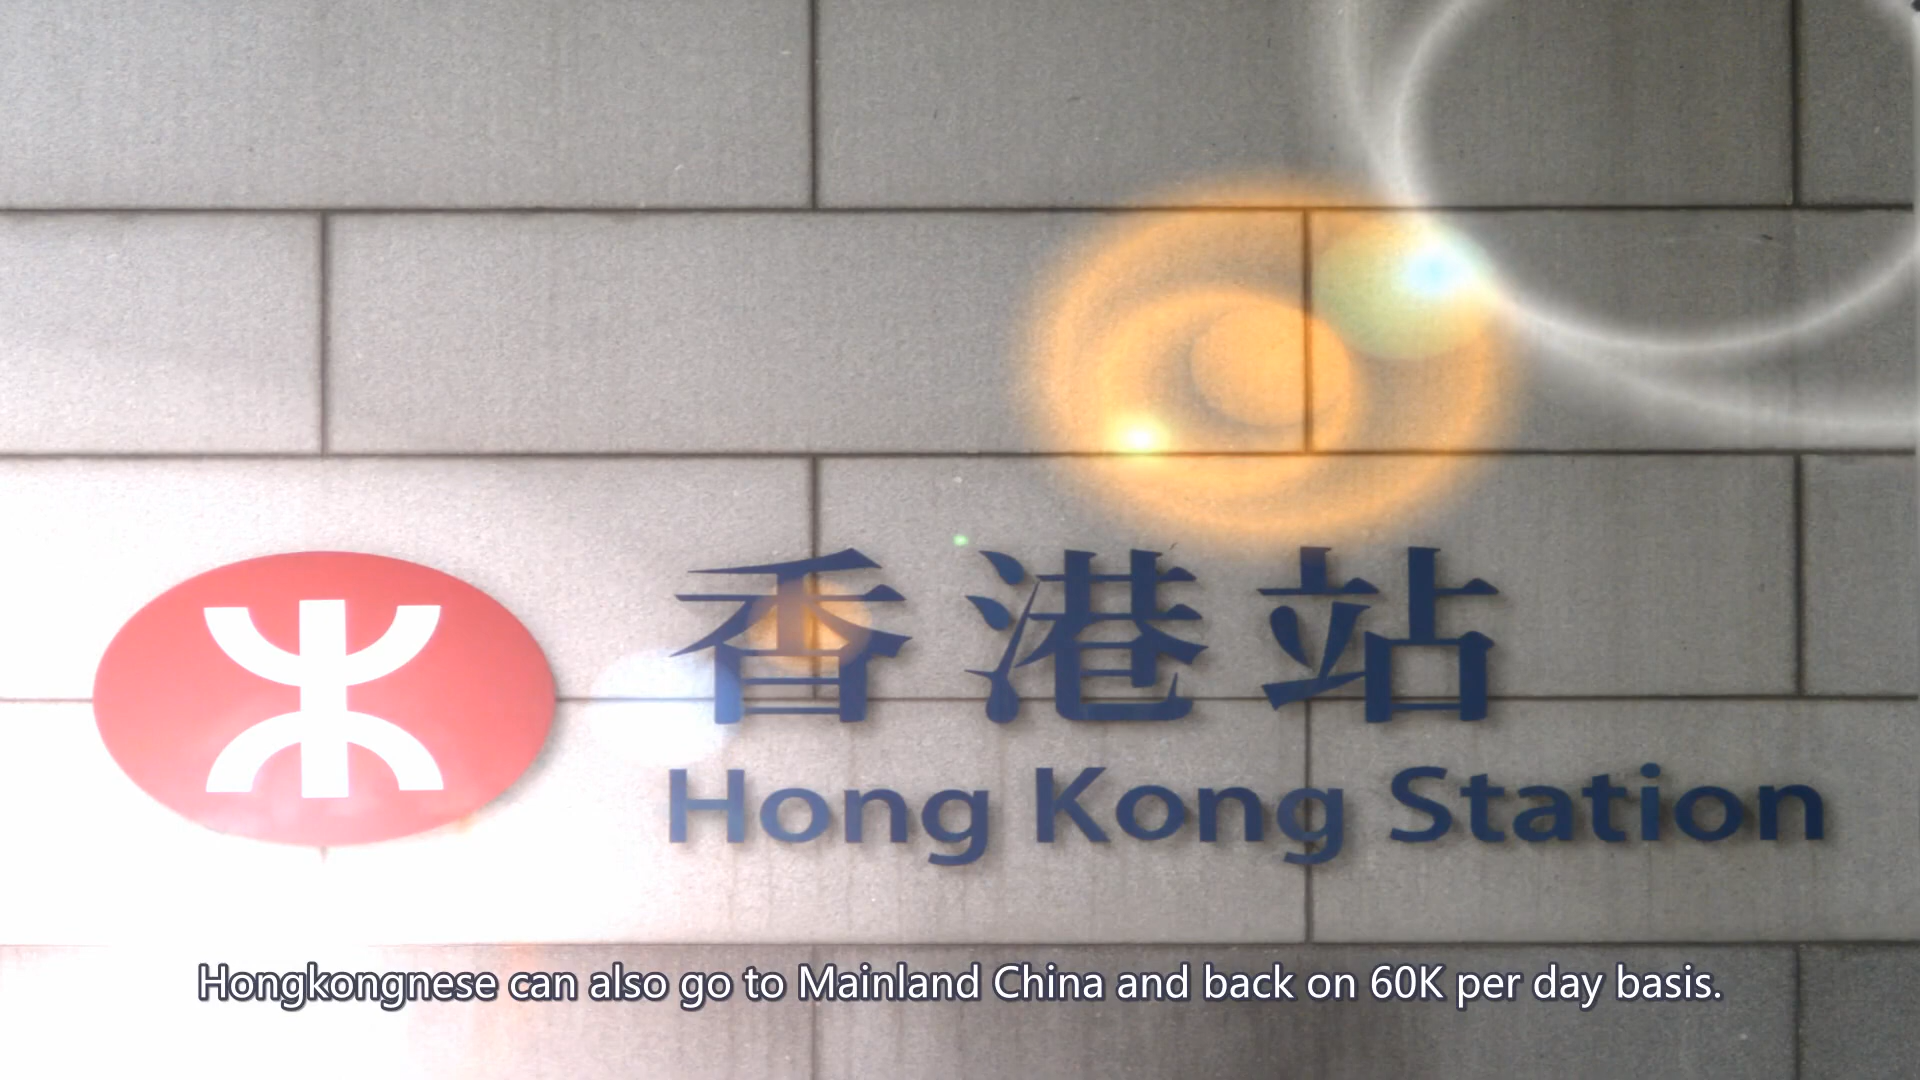 香港站
Hong Kong Station
Hongkongnese can also go to Mainland China and back on 60K per day basis.